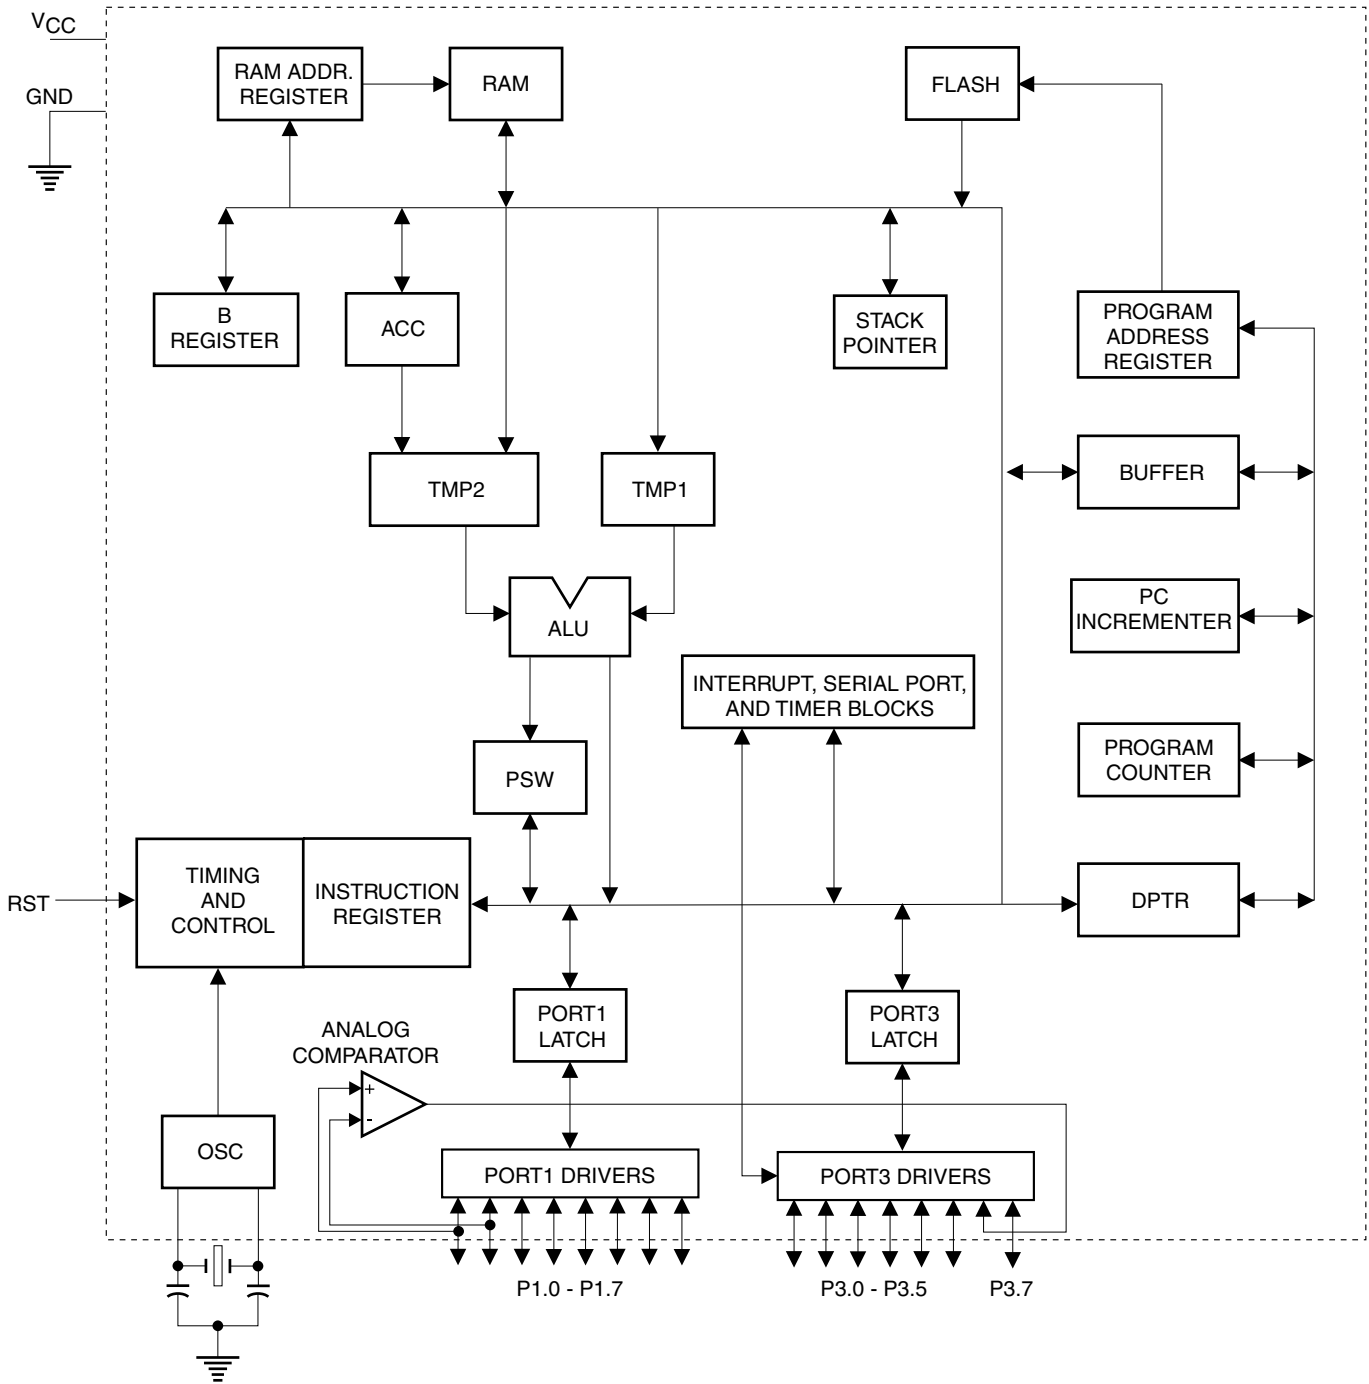 VCC
GND
RAM ADDR.
REGISTER
RAM
FLASH
B
REGISTER
ACC
STACK
POINTER
PROGRAM
ADDRESS
REGISTER
TMP2
TMP1
BUFFER
ALU
PC
INCREMENTER
INTERRUPT, SERIAL PORT,
AND TIMER BLOCKS
PSW
PROGRAM
COUNTER
RST
TIMING
AND
CONTROL
INSTRUCTION
REGISTER
DPTR
PORT1
LATCH
PORT3
LATCH
ANALOG
COMPARATOR
+
-
OSC
PORT1 DRIVERS
PORT3 DRIVERS
P1.0 - P1.7
P3.0 - P3.5
P3.7